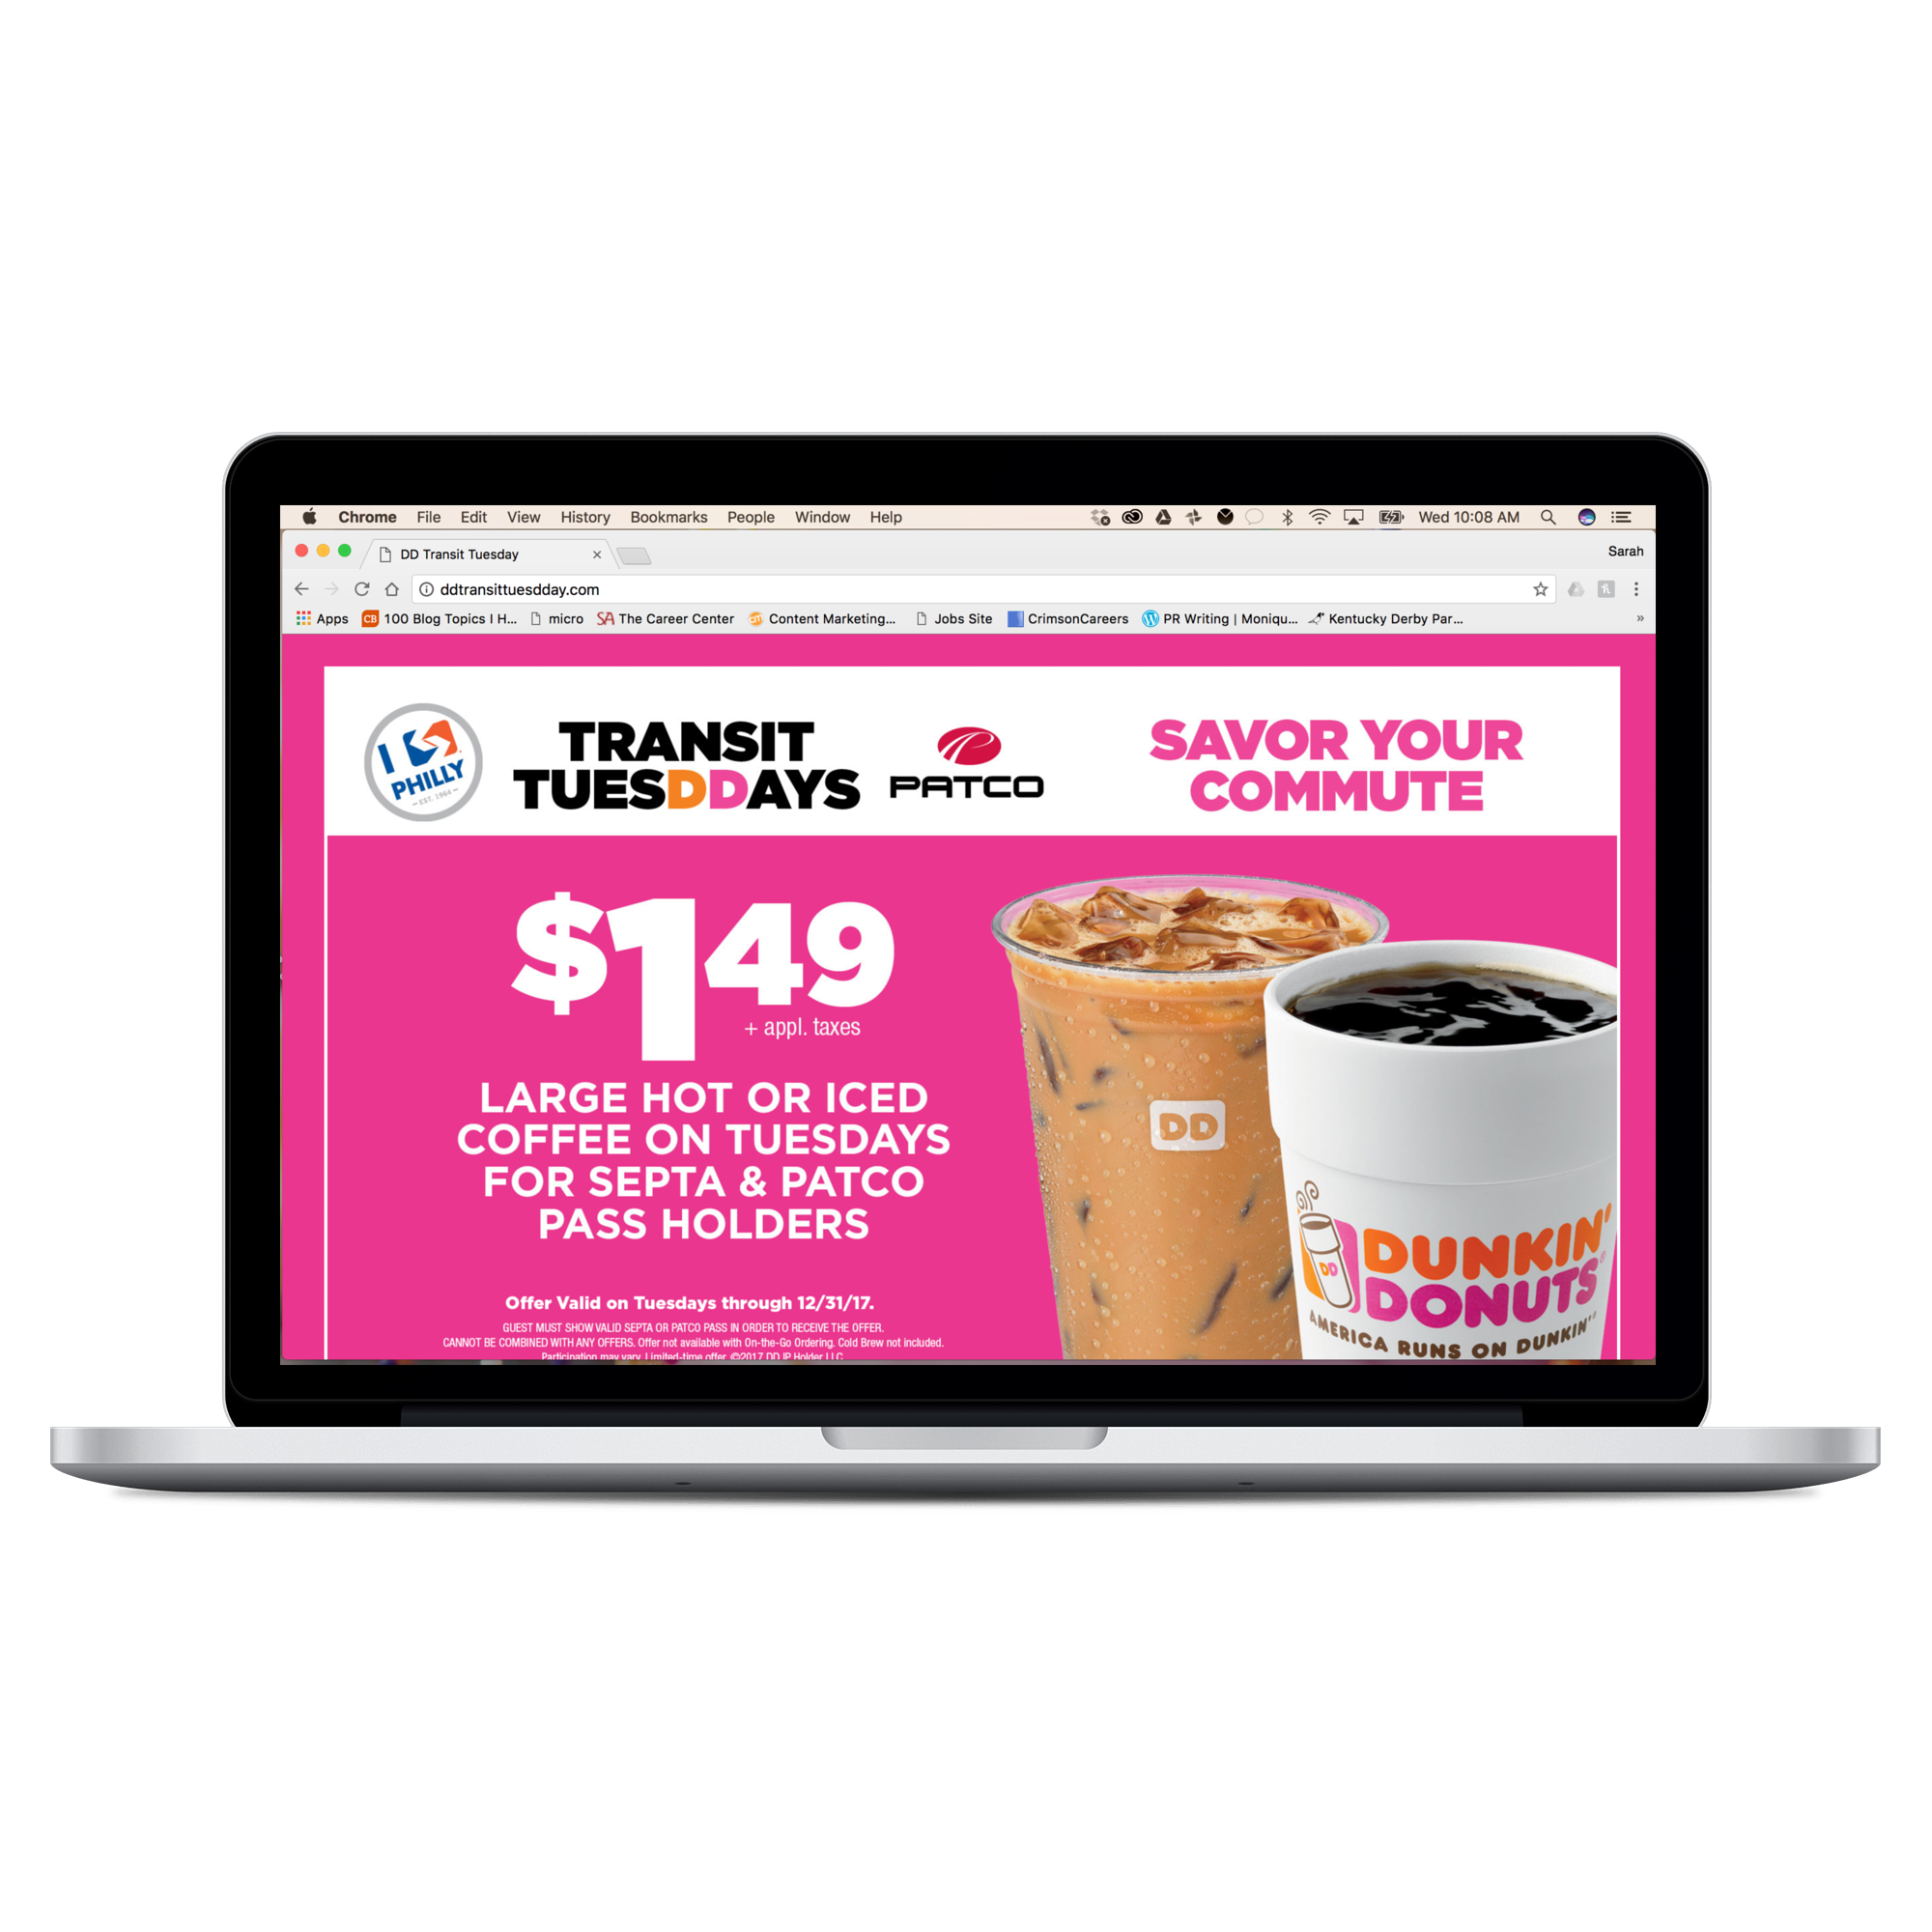 Chrome File Edit View History Bookmarks People Window Help Wed 10:08 AM
DD Transit Tuesday
Sarah
ddtransittuesdday.com
Apps CB 100 Blog Topics I H... micro SA The Career Center Content Marketing... Jobs Site CrimsonCareers PR Writing | Moniqu... Kentucky Derby Par... »
I
PHILLY
EST. 1964
TRANSIT
TUESDDAYS
PATCO
SAVOR YOUR
COMMUTE
$149
+ appl. taxes
LARGE HOT OR ICED
COFFEE ON TUESDAYS
FOR SEPTA & PATCO
PASS HOLDERS
Offer Valid on Tuesdays through 12/31/17.
GUEST MUST SHOW VALID SEPTA OR PATCO PASS IN ORDER TO RECEIVE THE OFFER.
CANNOT BE COMBINED WITH ANY OFFERS. Offer not available with On-the-Go Ordering. Cold Brew not included.
Participation may vary. Limited-time offer. ©2017 DD IP Holder LLC
DD
DD
DUNKIN'
DONUTS®
AMERICA RUNS ON DUNKIN'